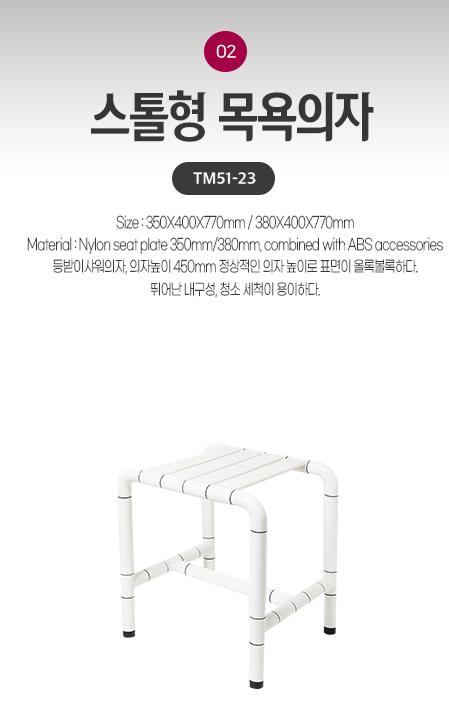 02
스툴형 목욕의자
TM51-23
Size : 350X400X770mm / 380X400X770mm
Material : Nylon seat plate 350mm/380mm, combined with ABS accessories
등받이샤워의자, 의자높이 450mm 정상적인 의자 높이로 표면이 올록볼록하다.
뛰어난 내구성, 청소 세척이 용이하다.